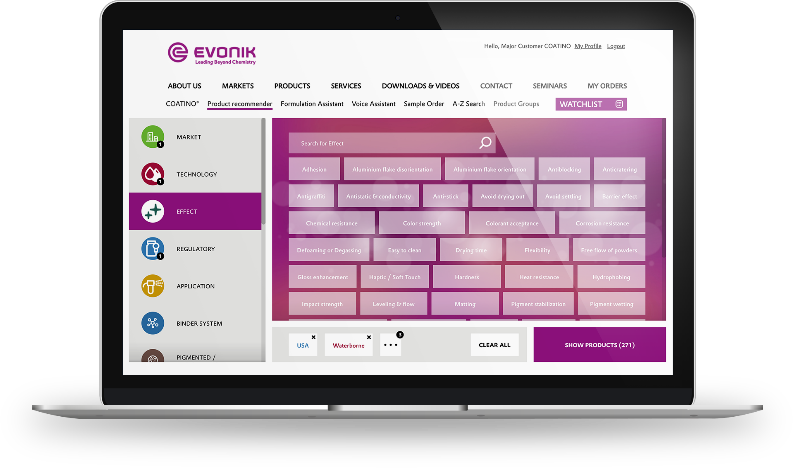 Hello, Major Customer COATINO My Profile Logout
EVONIK
Leading Beyond Chemistry
ABOUT US MARKETS PRODUCTS SERVICES DOWNLOADS & VIDEOS CONTACT SEMINARS MY ORDERS
COATINO® Product recommender Formulation Assistant Voice Assistant Sample Order A-Z Search Product Groups WATCHLIST
MARKET
1
TECHNOLOGY
1
EFFECT
REGULATORY
1
APPLICATION
BINDER SYSTEM
PIGMENTED /
Search for Effect
Adhesion Aluminium flake disorientation Aluminium flake orientation Antiblocking Anticratering
Antigraffiti Antistatic & conductivity Anti-stick Avoid drying out Avoid settling Barrier effect
Chemical resistance Color strength Colorant acceptance Corrosion resistance
Defoaming or Degassing Easy to clean Drying time Flexibility Free flow of powders
Gloss enhancement Haptic / Soft Touch Hardness Heat resistance Hydrophobing
Impact strength Leveling & flow Matting Pigment stabilization Pigment wetting
USA x Waterborne x ••• 1 CLEAR ALL SHOW PRODUCTS (271)